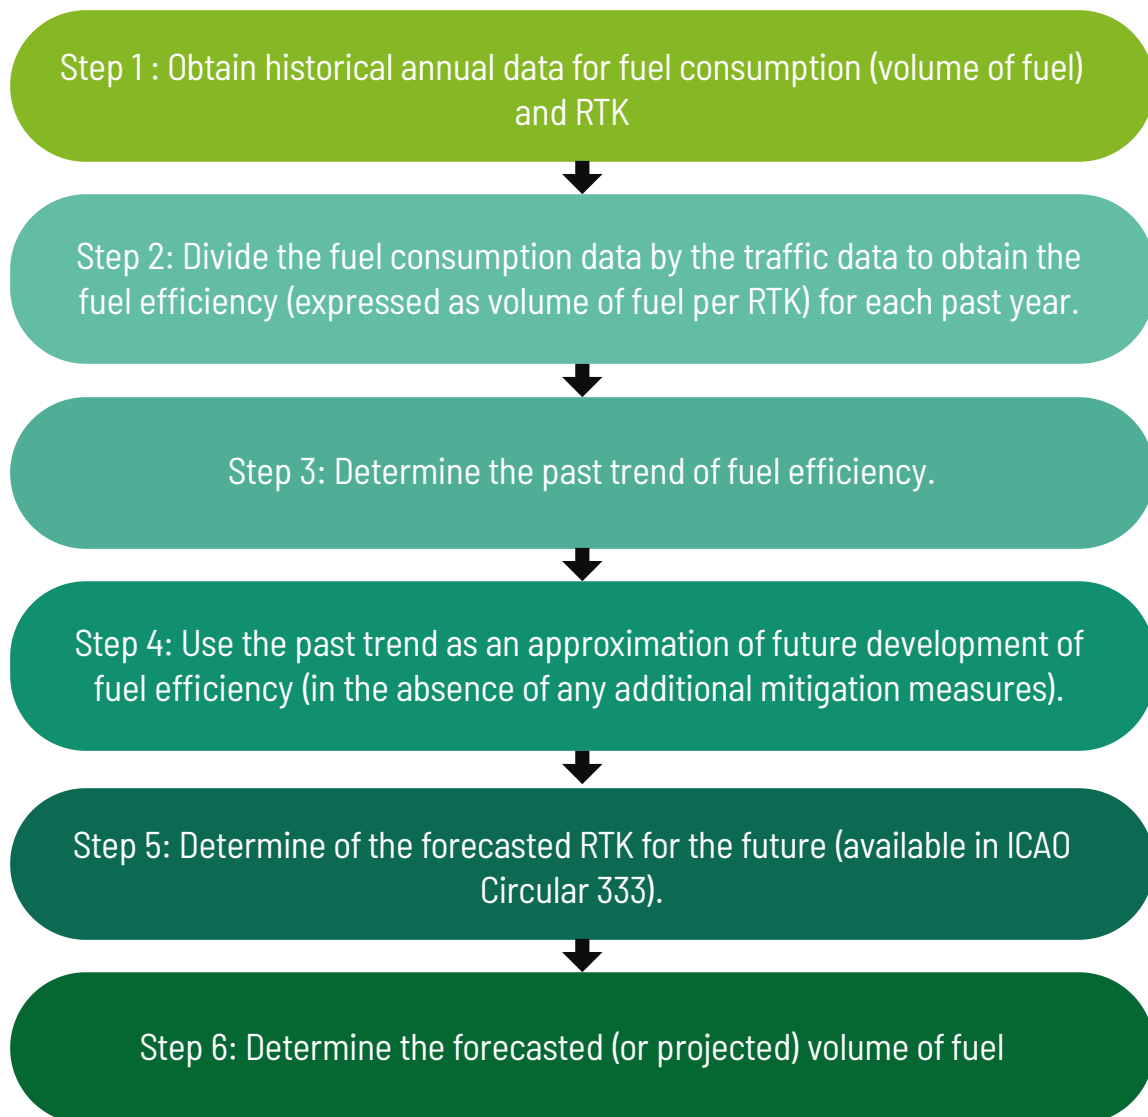 Step 1 : Obtain historical annual data for fuel consumption (volume of fuel)
and RTK
Step 2: Divide the fuel consumption data by the traffic data to obtain the
fuel efficiency (expressed as volume of fuel per RTK) for each past year.
Step 3: Determine the past trend of fuel efficiency.
Step 4: Use the past trend as an approximation of future development of
fuel efficiency (in the absence of any additional mitigation measures).
Step 5: Determine of the forecasted RTK for the future (available in ICAO
Circular 333).
Step 6: Determine the forecasted (or projected) volume of fuel